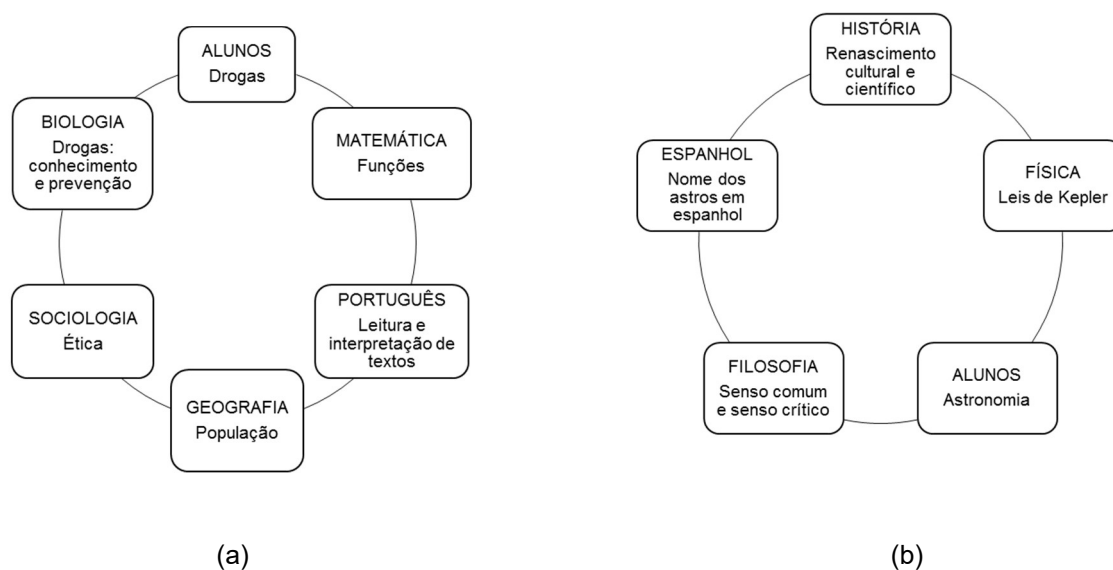 ALUNOS
Drogas
MATEMÁTICA
Funções
PORTUGUÊS
Leitura e
interpretação de
textos
GEOGRAFIA
População
SOCIOLOGIA
Ética
BIOLOGIA
Drogas:
conhecimento
e prevenção
(a)
HISTÓRIA
Renascimento
cultural e
científico
FÍSICA
Leis de Kepler
ALUNOS
Astronomia
FILOSOFIA
Senso comum
e senso crítico
ESPANHOL
Nome dos
astros em
espanhol
(b)